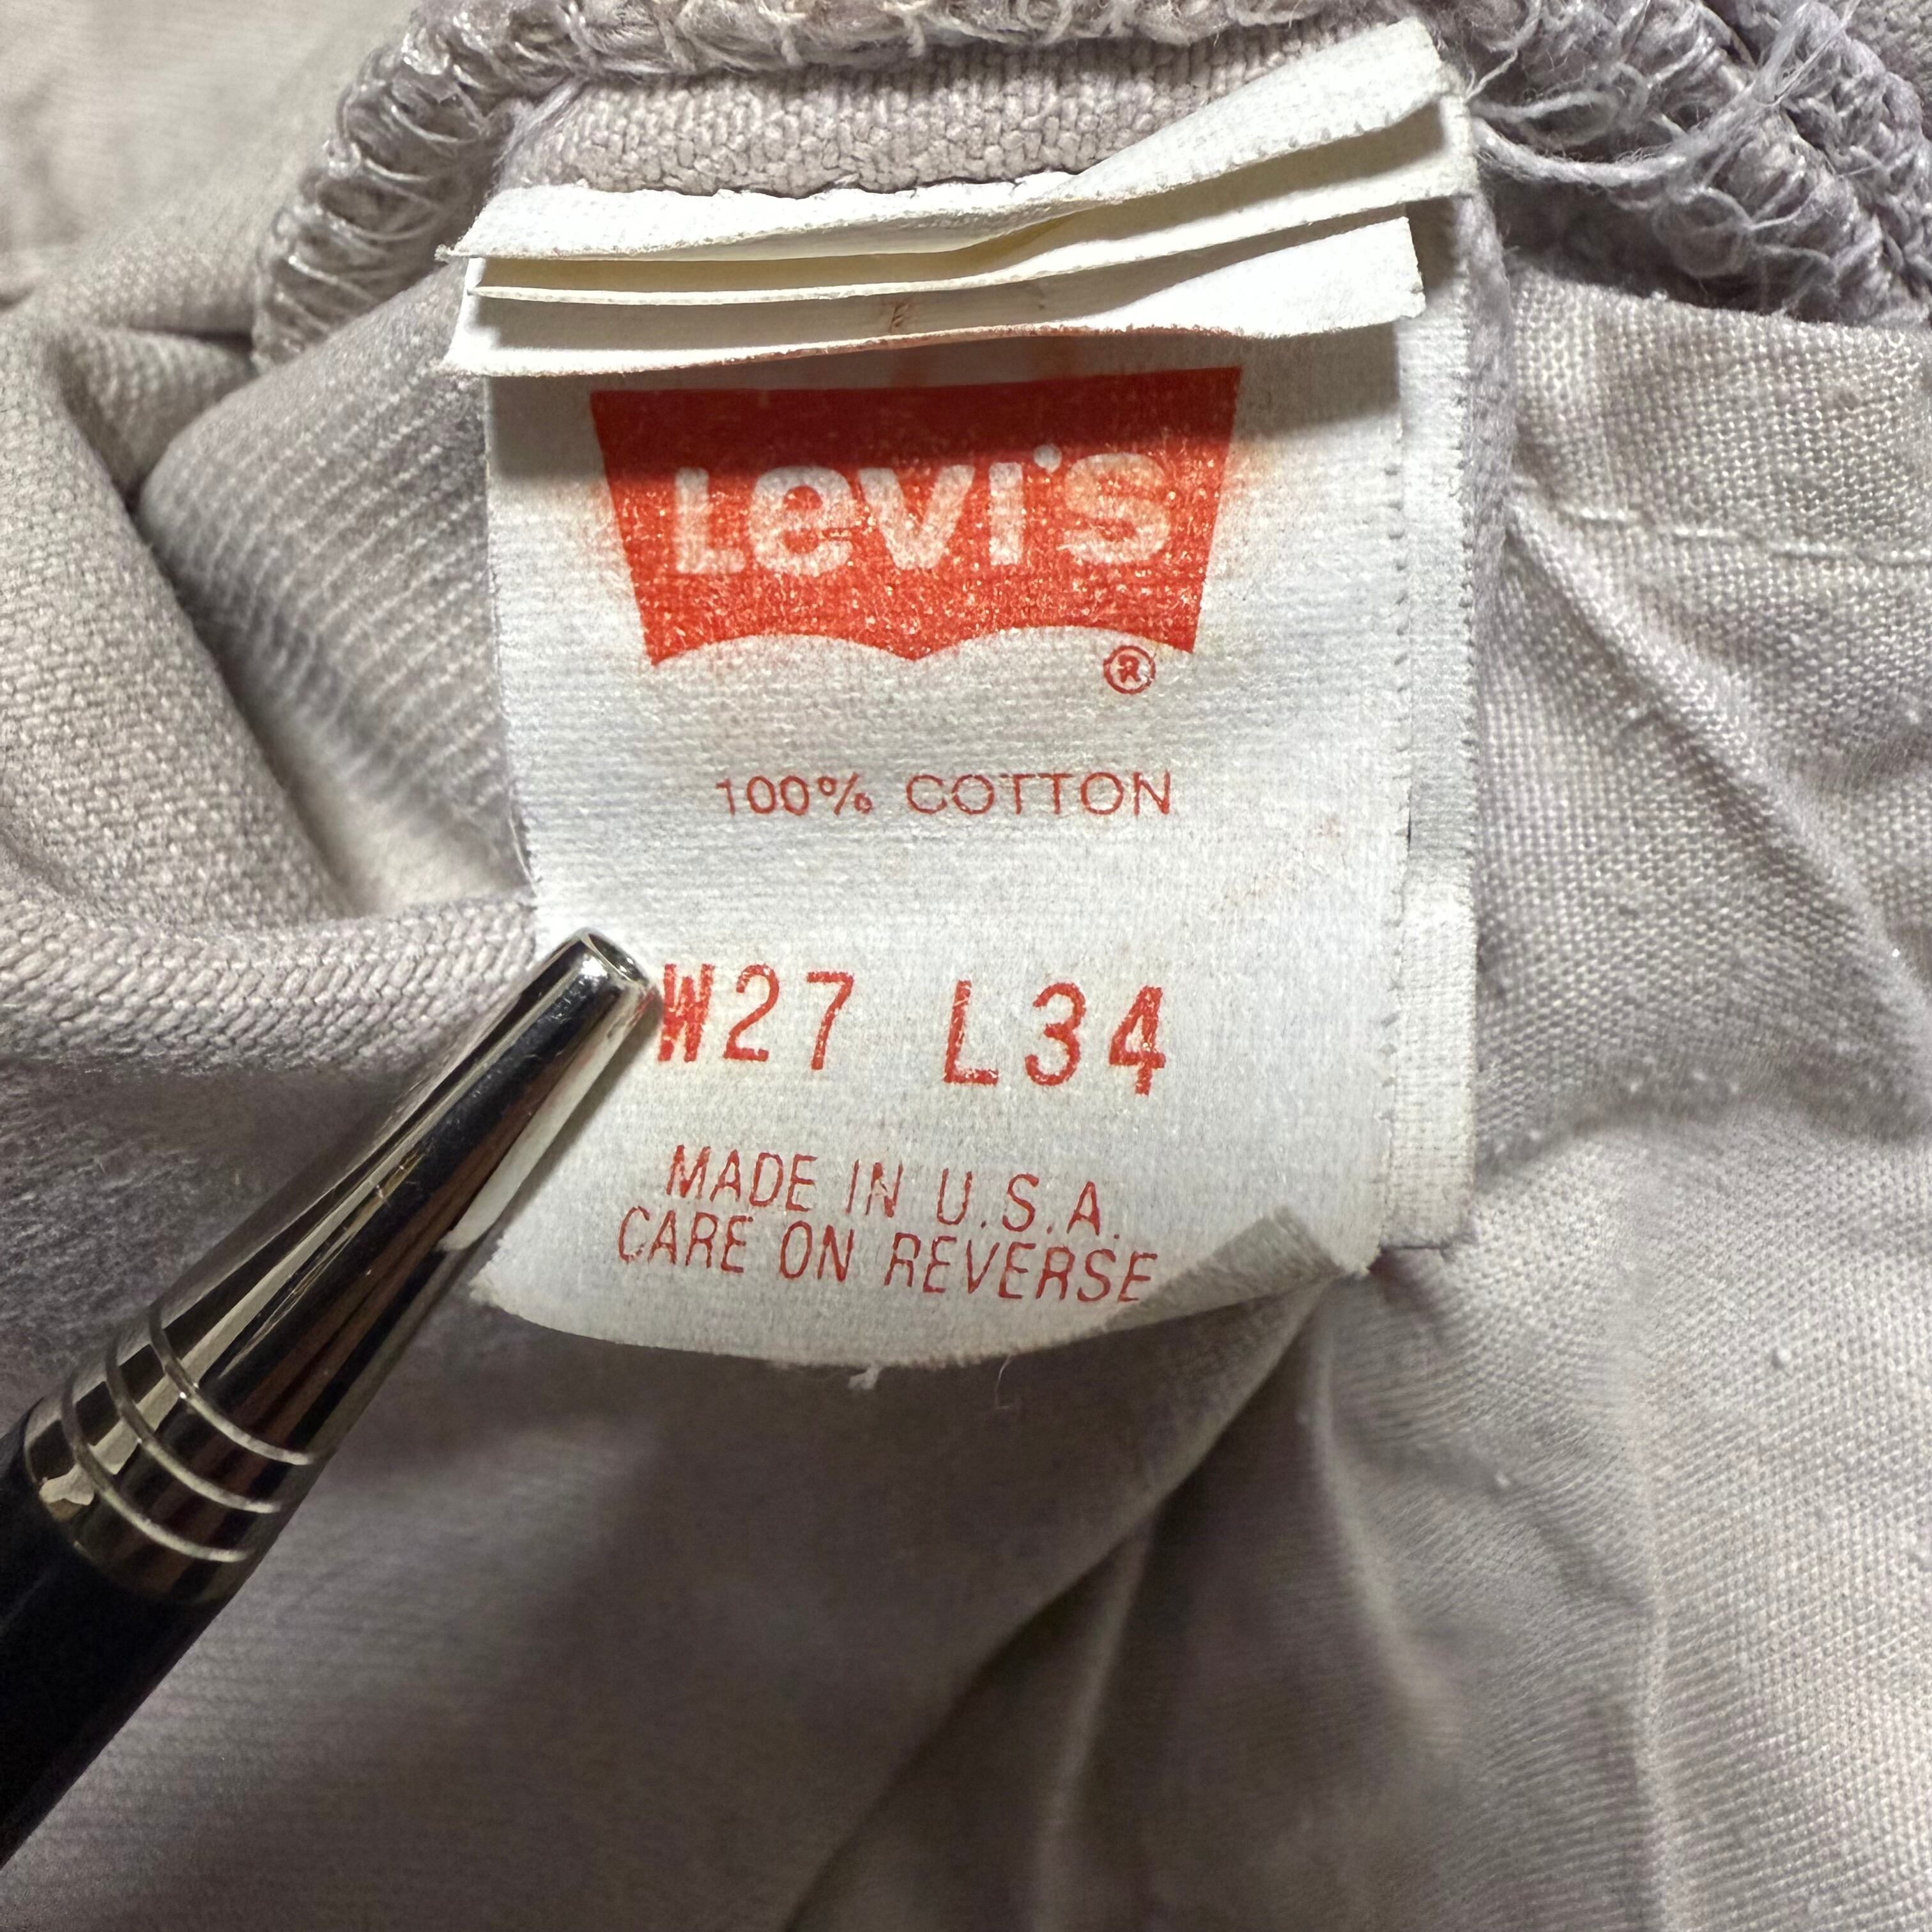 Levi's
®
100% COTTON
W27 L34
MADE IN U.S.A.
CARE ON REVERSE